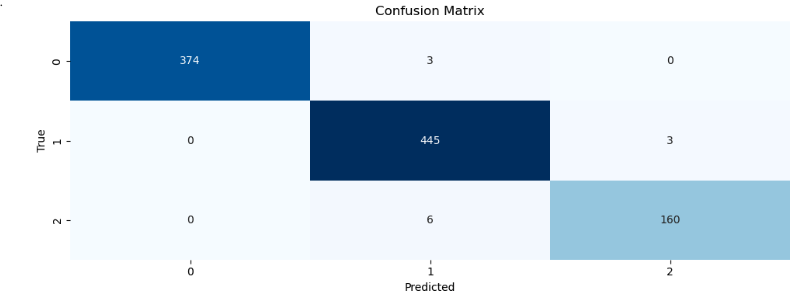 Confusion Matrix
0 374 3 0
True
1 0 445 3
2 0 6 160
0 1 2
Predicted